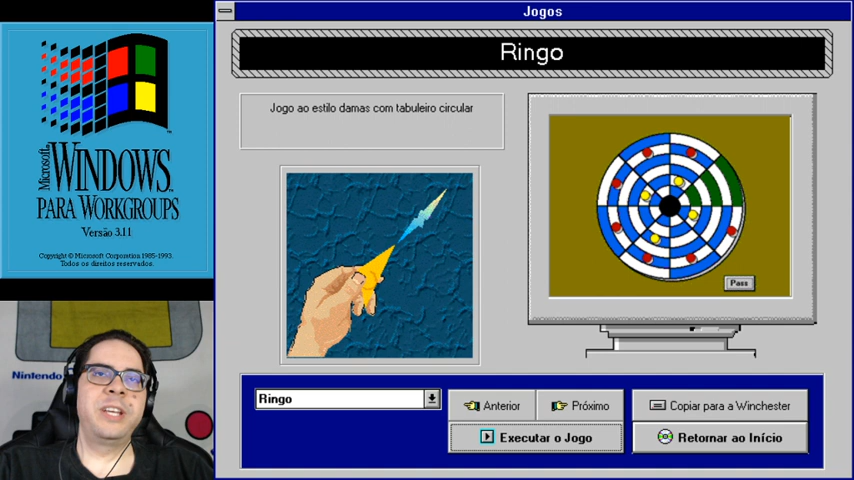 Microsoft®
WINDOWS™
PARA WORKGROUPS
Versão 3.11
Copyright © Microsoft Corporation 1985-1993.
Todos os direitos reservados.
Nintendo
Jogos
Ringo
Jogo ao estilo damas com tabuleiro circular
Pass
Ringo
Anterior
Próximo
Copiar para a Winchester
Executar o Jogo
Retornar ao Início